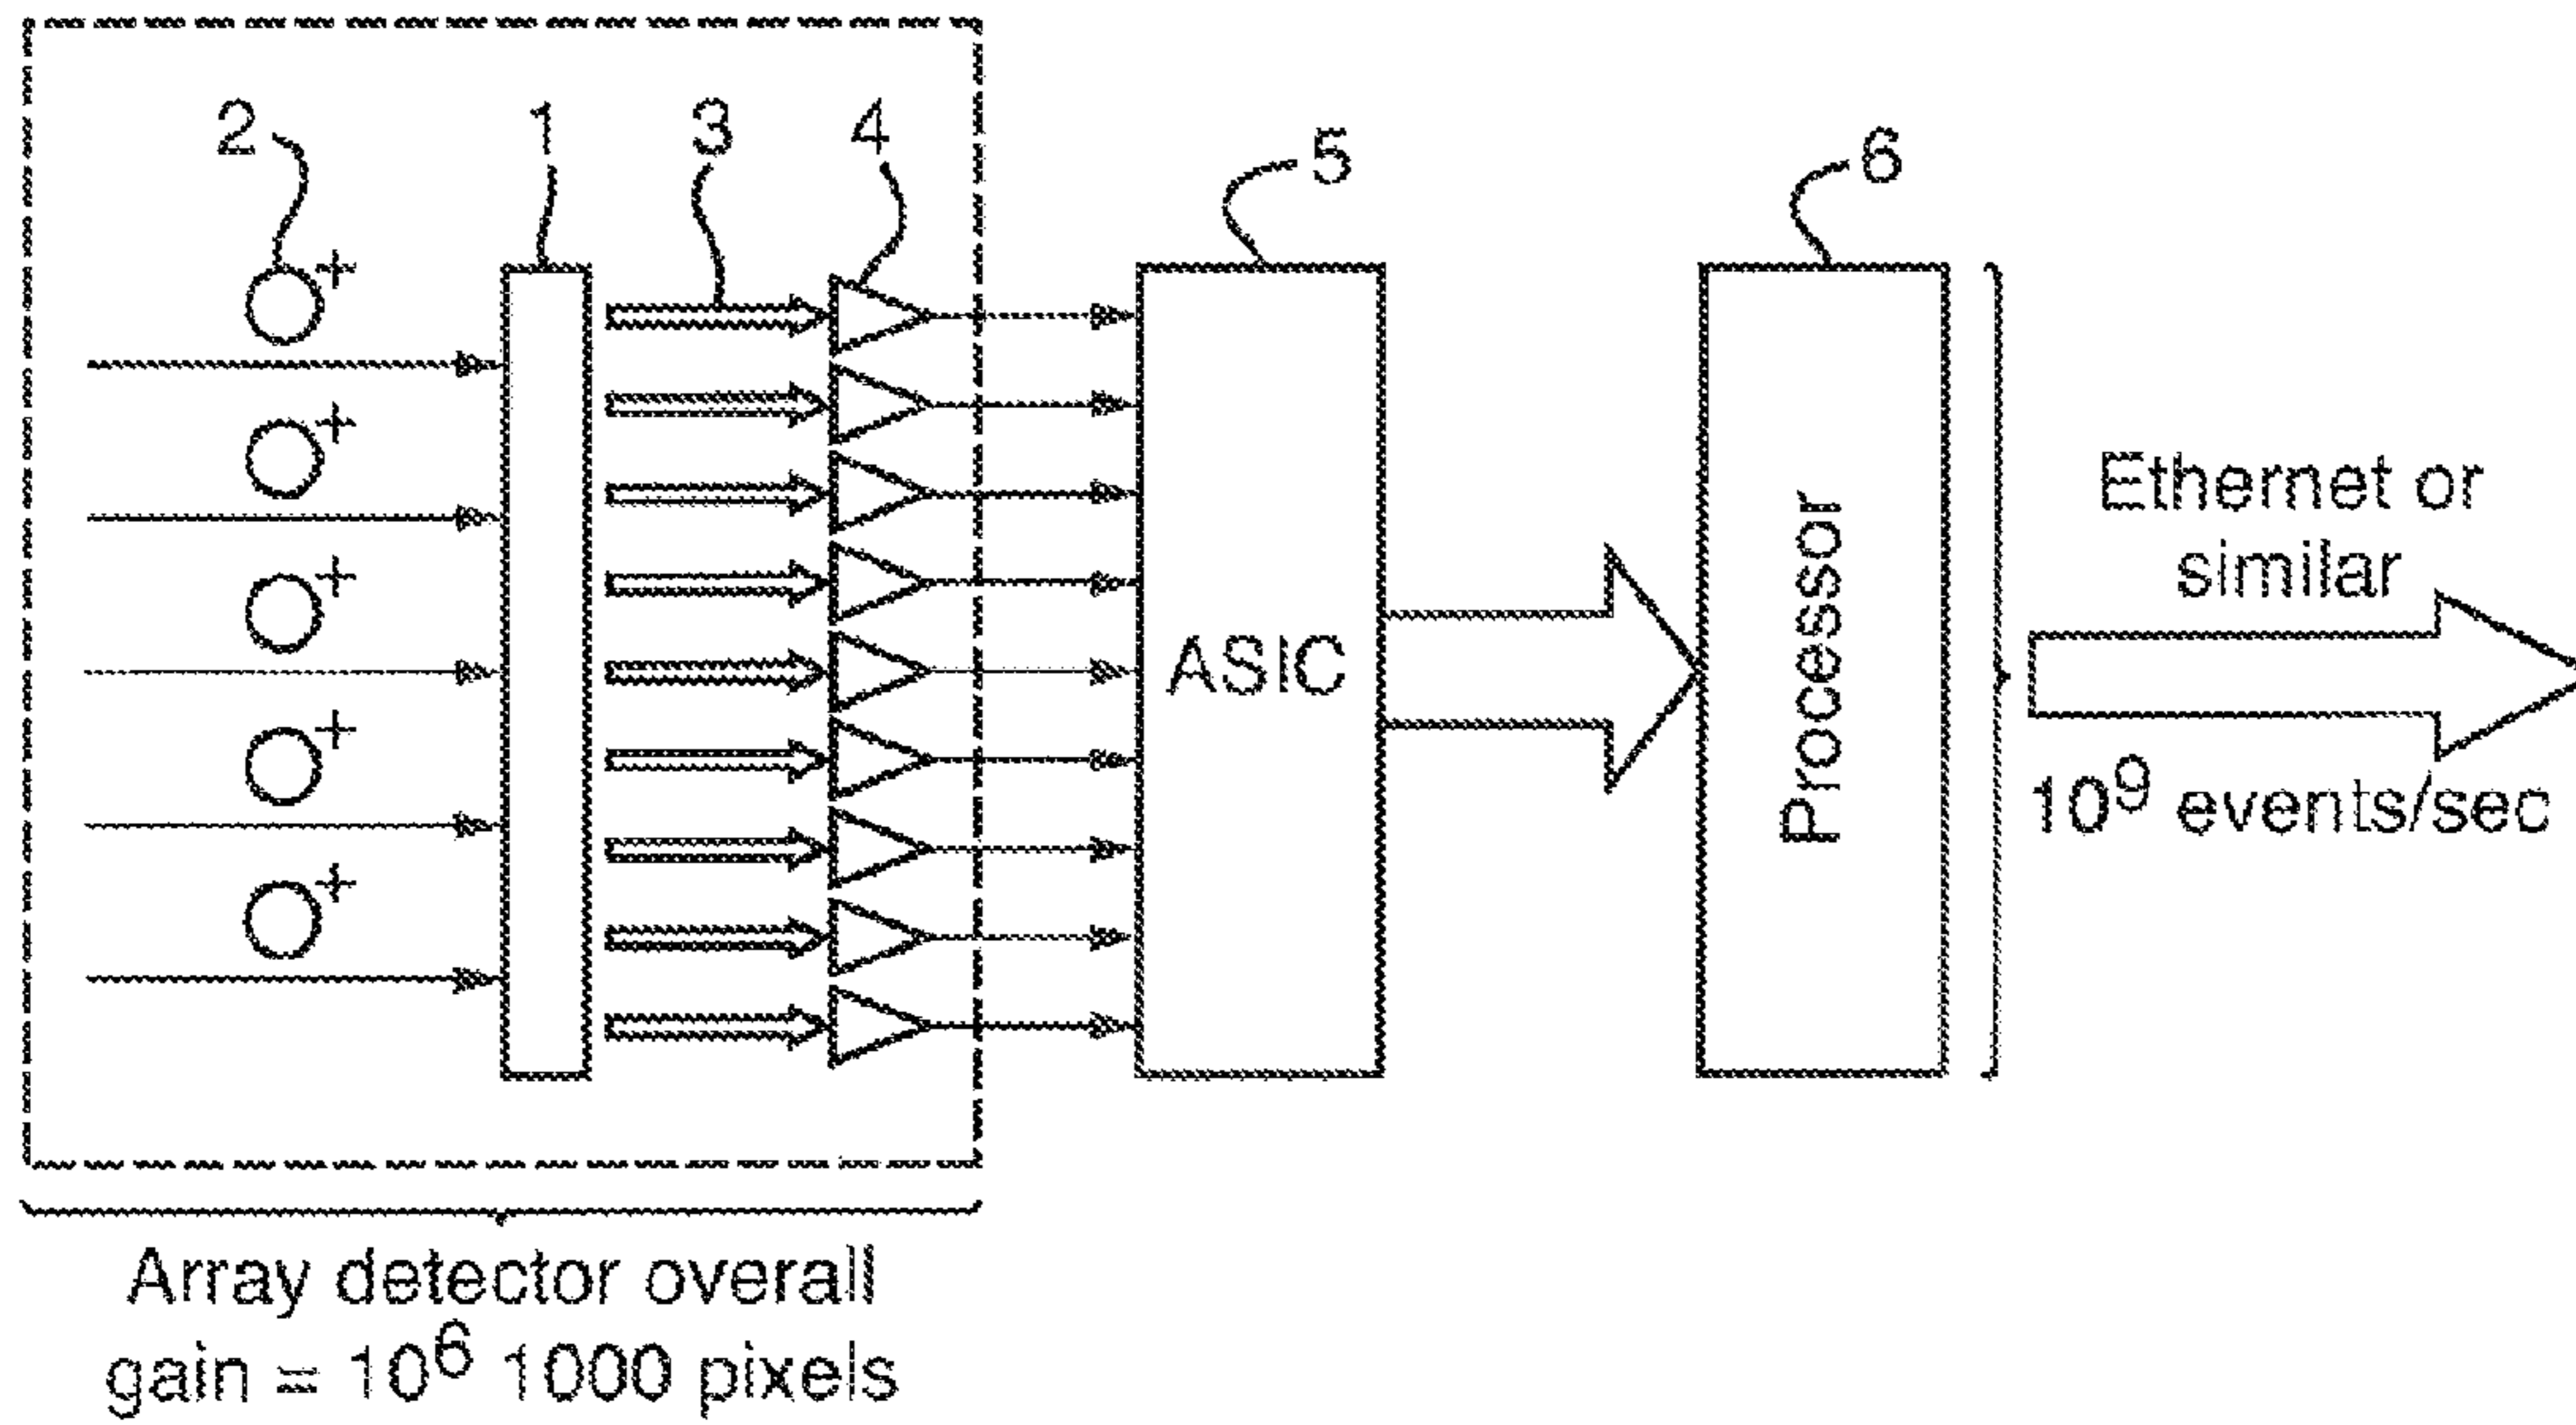 2
1
3
4
5
6
+
+
+
+
+
ASIC
Processor
Ethernet or
similar
10⁹ events/sec
Array detector overall
gain = 10⁶ 1000 pixels